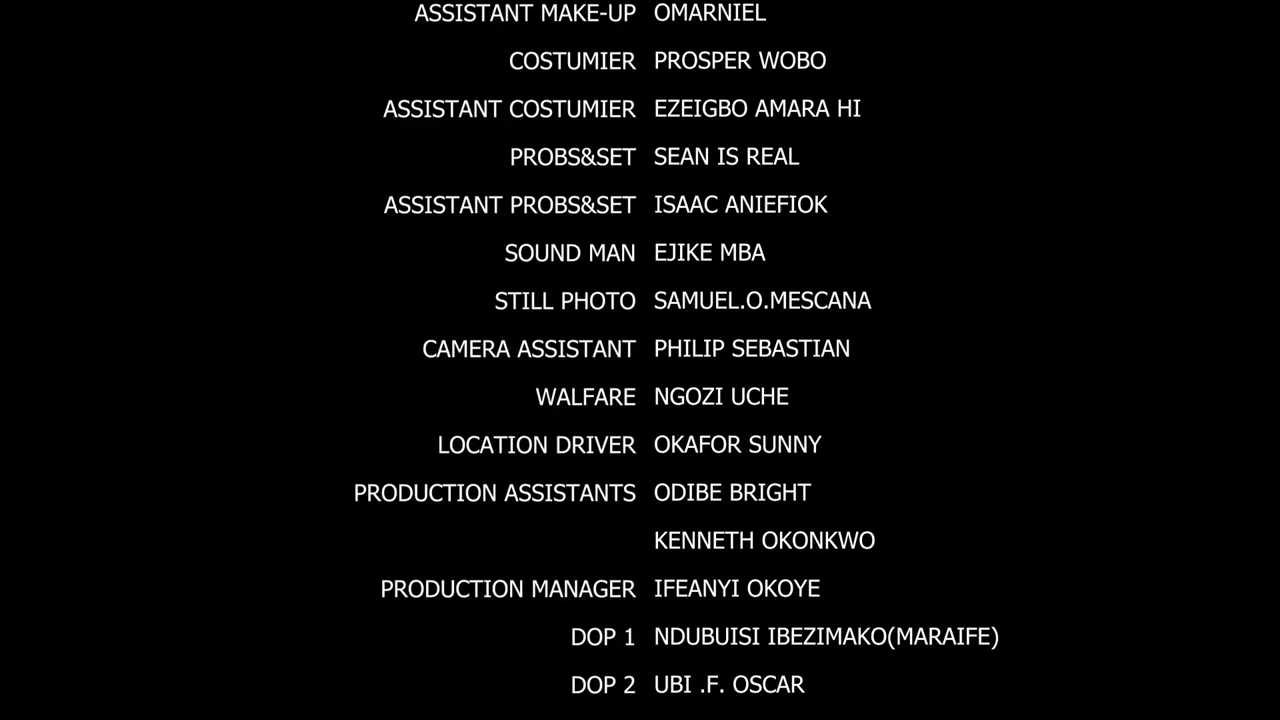 ASSISTANT MAKE-UP OMARNIEL
COSTUMIER PROSPER WOBO
ASSISTANT COSTUMIER EZEIGBO AMARA HI
PROBS&SET SEAN IS REAL
ASSISTANT PROBS&SET ISAAC ANIEFIOK
SOUND MAN EJIKE MBA
STILL PHOTO SAMUEL.O.MESCANA
CAMERA ASSISTANT PHILIP SEBASTIAN
WALFARE NGOZI UCHE
LOCATION DRIVER OKAFOR SUNNY
PRODUCTION ASSISTANTS ODIBE BRIGHT
KENNETH OKONKWO
PRODUCTION MANAGER IFEANYI OKOYE
DOP 1 NDUBUISI IBEZIMAKO(MARAIFE)
DOP 2 UBI .F. OSCAR